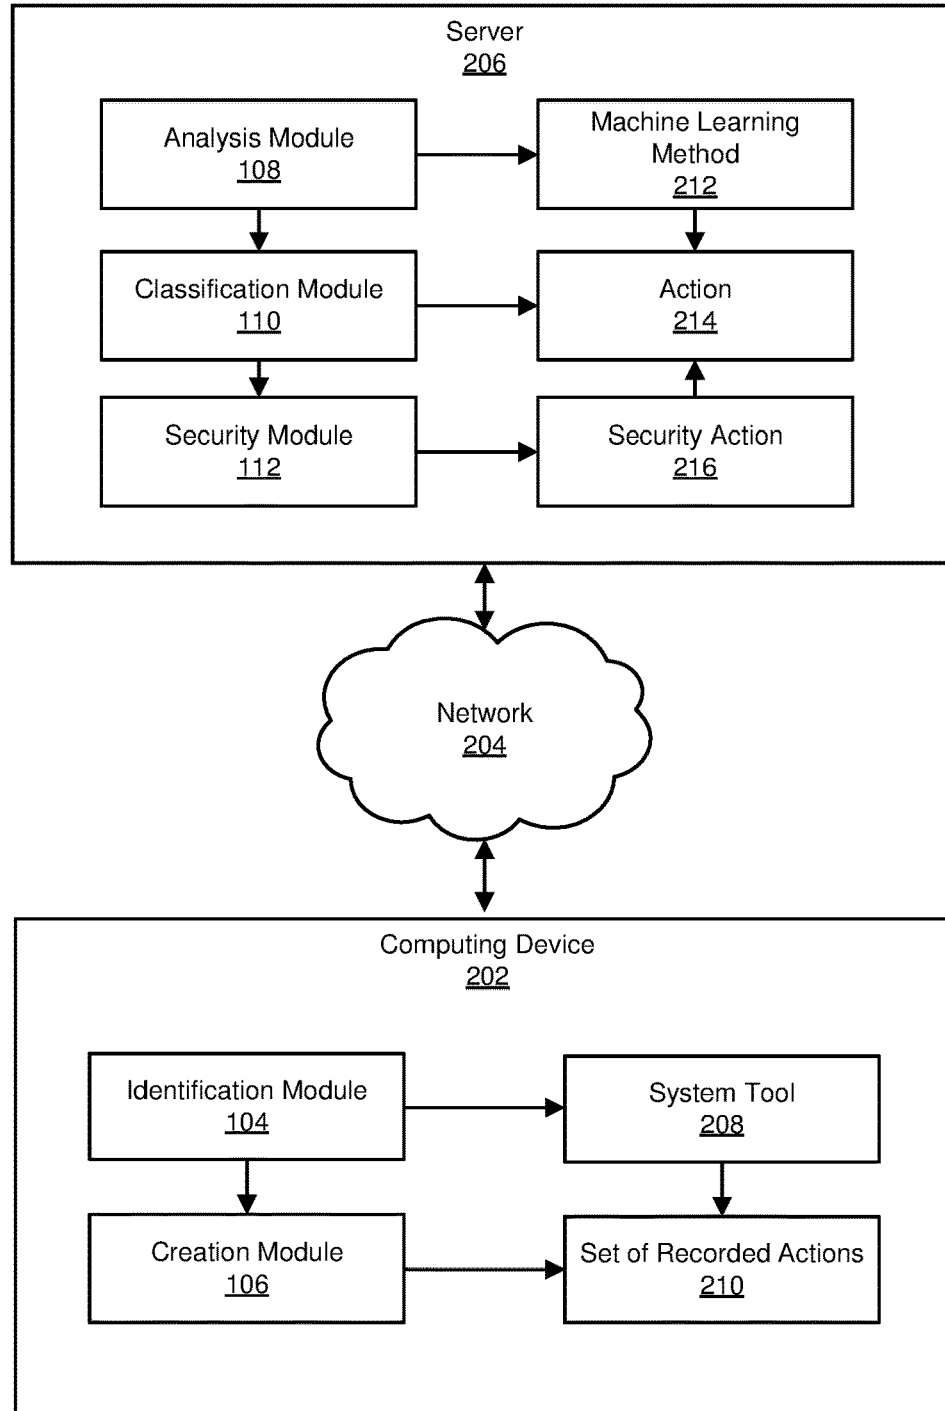 Server
206
Analysis Module
108
Machine Learning
Method
212
Classification Module
110
Action
214
Security Module
112
Security Action
216
Network
204
Computing Device
202
Identification Module
104
System Tool
208
Creation Module
106
Set of Recorded Actions
210